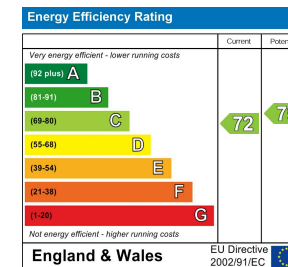 Energy Efficiency Rating
Current
Very energy efficient - lower running costs
(92 plus) A
(81-91) B
(69-80) C
72
(55-68) D
(39-54) E
(21-38) F
(1-20) G
Not energy efficient - higher running costs
England & Wales
EU Directive
2002/91/EC